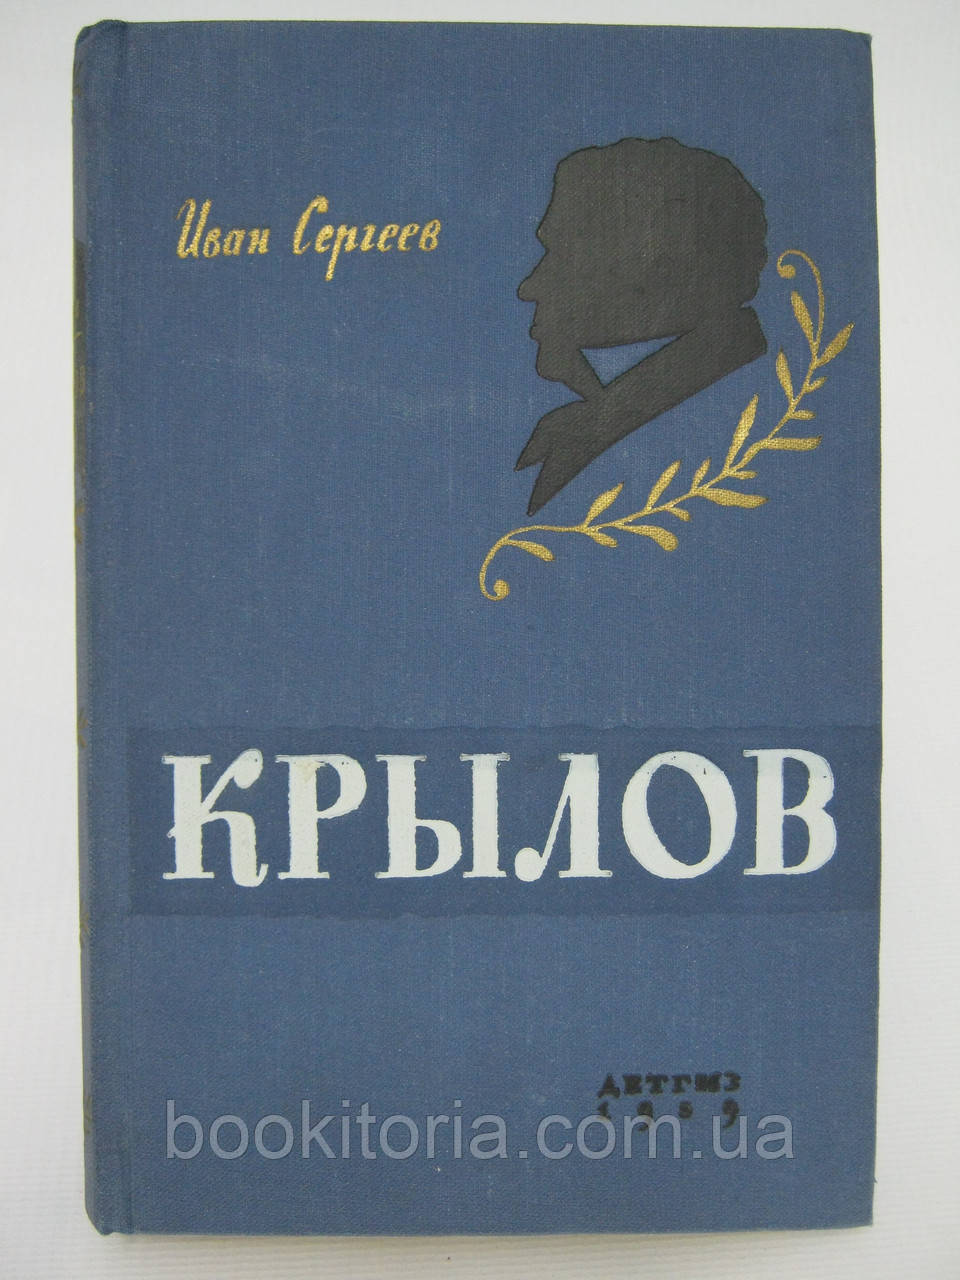 Иван Сергеев
КРЫЛОВ
ДЕТГИЗ
1959
bookitoria.com.ua